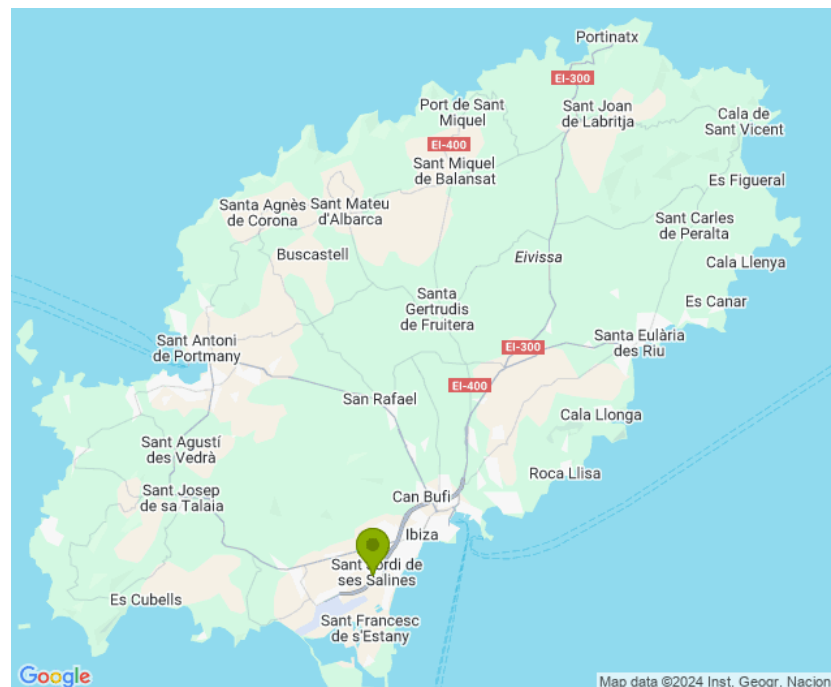 Portinatx
EI-300
Port de Sant
Miquel
Sant Joan
de Labritja
Cala de
Sant Vicent
EI-400
Sant Miquel
de Balansat
Es Figueral
Santa Agnès
de Corona
Sant Mateu
d'Albarca
Sant Carles
de Peralta
Buscastell
Eivissa
Cala Llenya
Santa
Gertrudis
de Fruitera
Es Canar
Sant Antoni
de Portmany
Santa Eulària
des Riu
EI-300
EI-400
San Rafael
Cala Llonga
Sant Agustí
des Vedrà
Roca Llisa
Sant Josep
de sa Talaia
Can Bufi
Ibiza
Sant Jordi de
ses Salines
Es Cubells
Sant Francesc
de s'Estany
Google
Map data ©2024 Inst. Geogr. Nacion